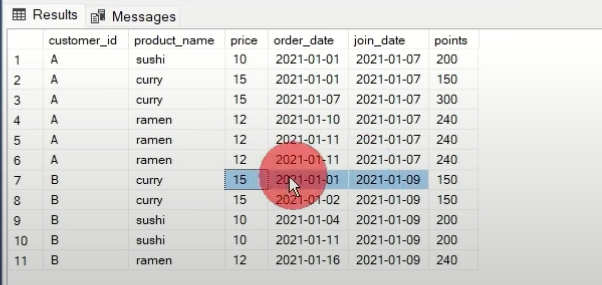 Results Messages
customer_id product_name price order_date join_date points
1 A sushi 10 2021-01-01 2021-01-07 200
2 A curry 15 2021-01-01 2021-01-07 150
3 A curry 15 2021-01-07 2021-01-07 300
4 A ramen 12 2021-01-10 2021-01-07 240
5 A ramen 12 2021-01-11 2021-01-07 240
6 A ramen 12 2021-01-11 2021-01-07 240
7 B curry 15 2021-01-01 2021-01-09 150
8 B curry 15 2021-01-02 2021-01-09 150
9 B sushi 10 2021-01-04 2021-01-09 200
10 B sushi 10 2021-01-11 2021-01-09 200
11 B ramen 12 2021-01-16 2021-01-09 240